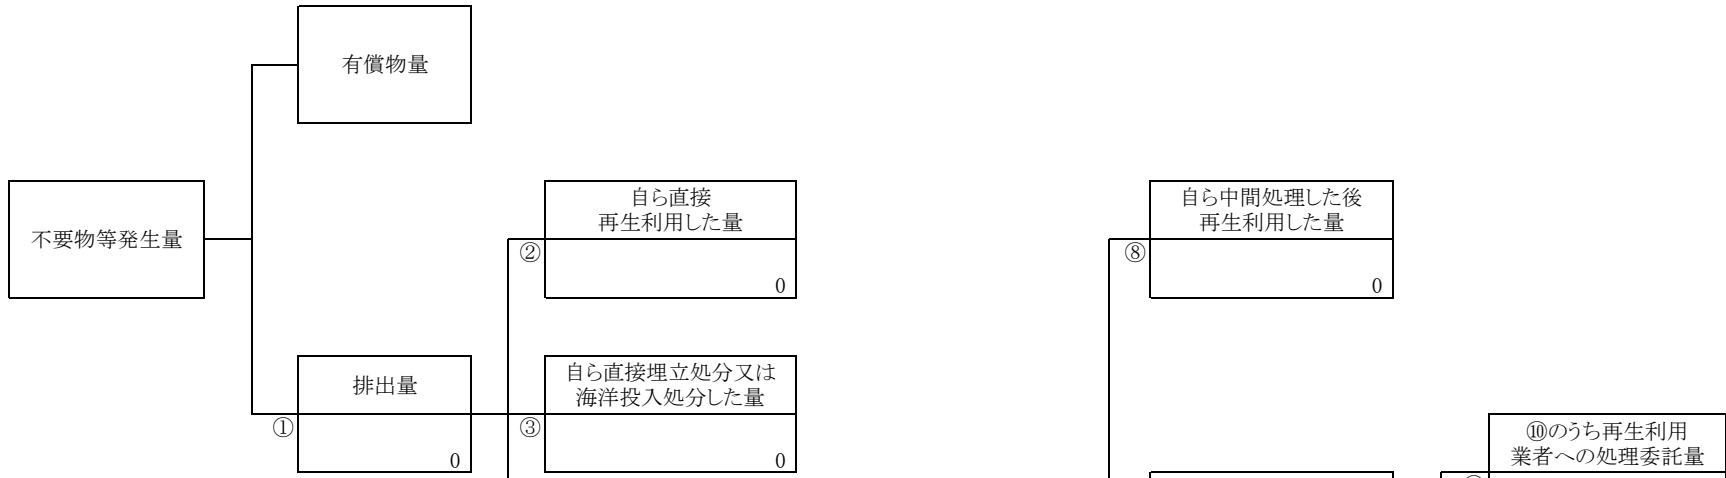 有償物量
不要物等発生量
自ら直接
再生利用した量
②
0
自ら中間処理した後
再生利用した量
⑧
0
排出量
①
0
自ら直接埋立処分又は
海洋投入処分した量
③
0
⑩のうち再生利用
業者への処理委託量